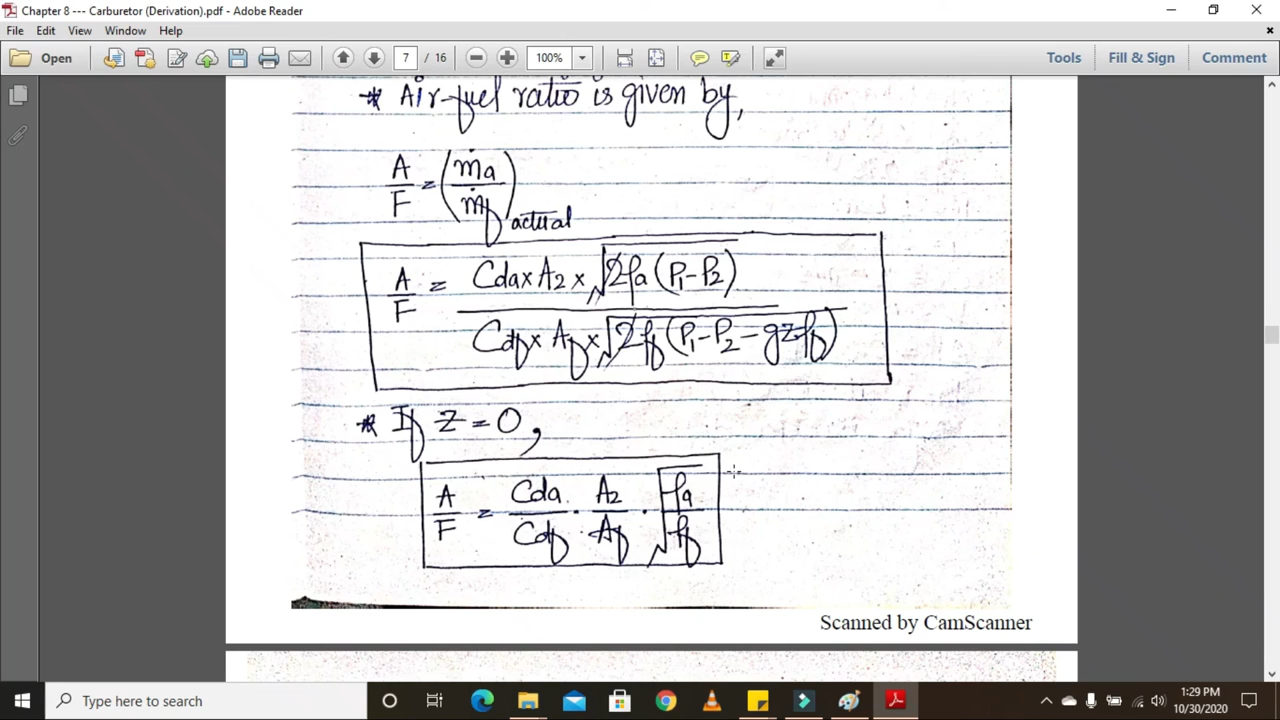 Chapter 8 --- Carburetor (Derivation).pdf - Adobe Reader
File Edit View Window Help
Open 7 / 16 100% Tools Fill & Sign Comment
* Air-fuel ratio is given by,
A/F = (ṁa/ṁf)actual
A/F = Cda x A2 x √2ρa(P1-P2) / Cdf x Af x √2ρf(P1-P2-gzρf)
* If Z = 0,
A/F = Cda/Cdf · A2/Af · √ρa/ρf
Scanned by CamScanner
Type here to search
1:29 PM
10/30/2020